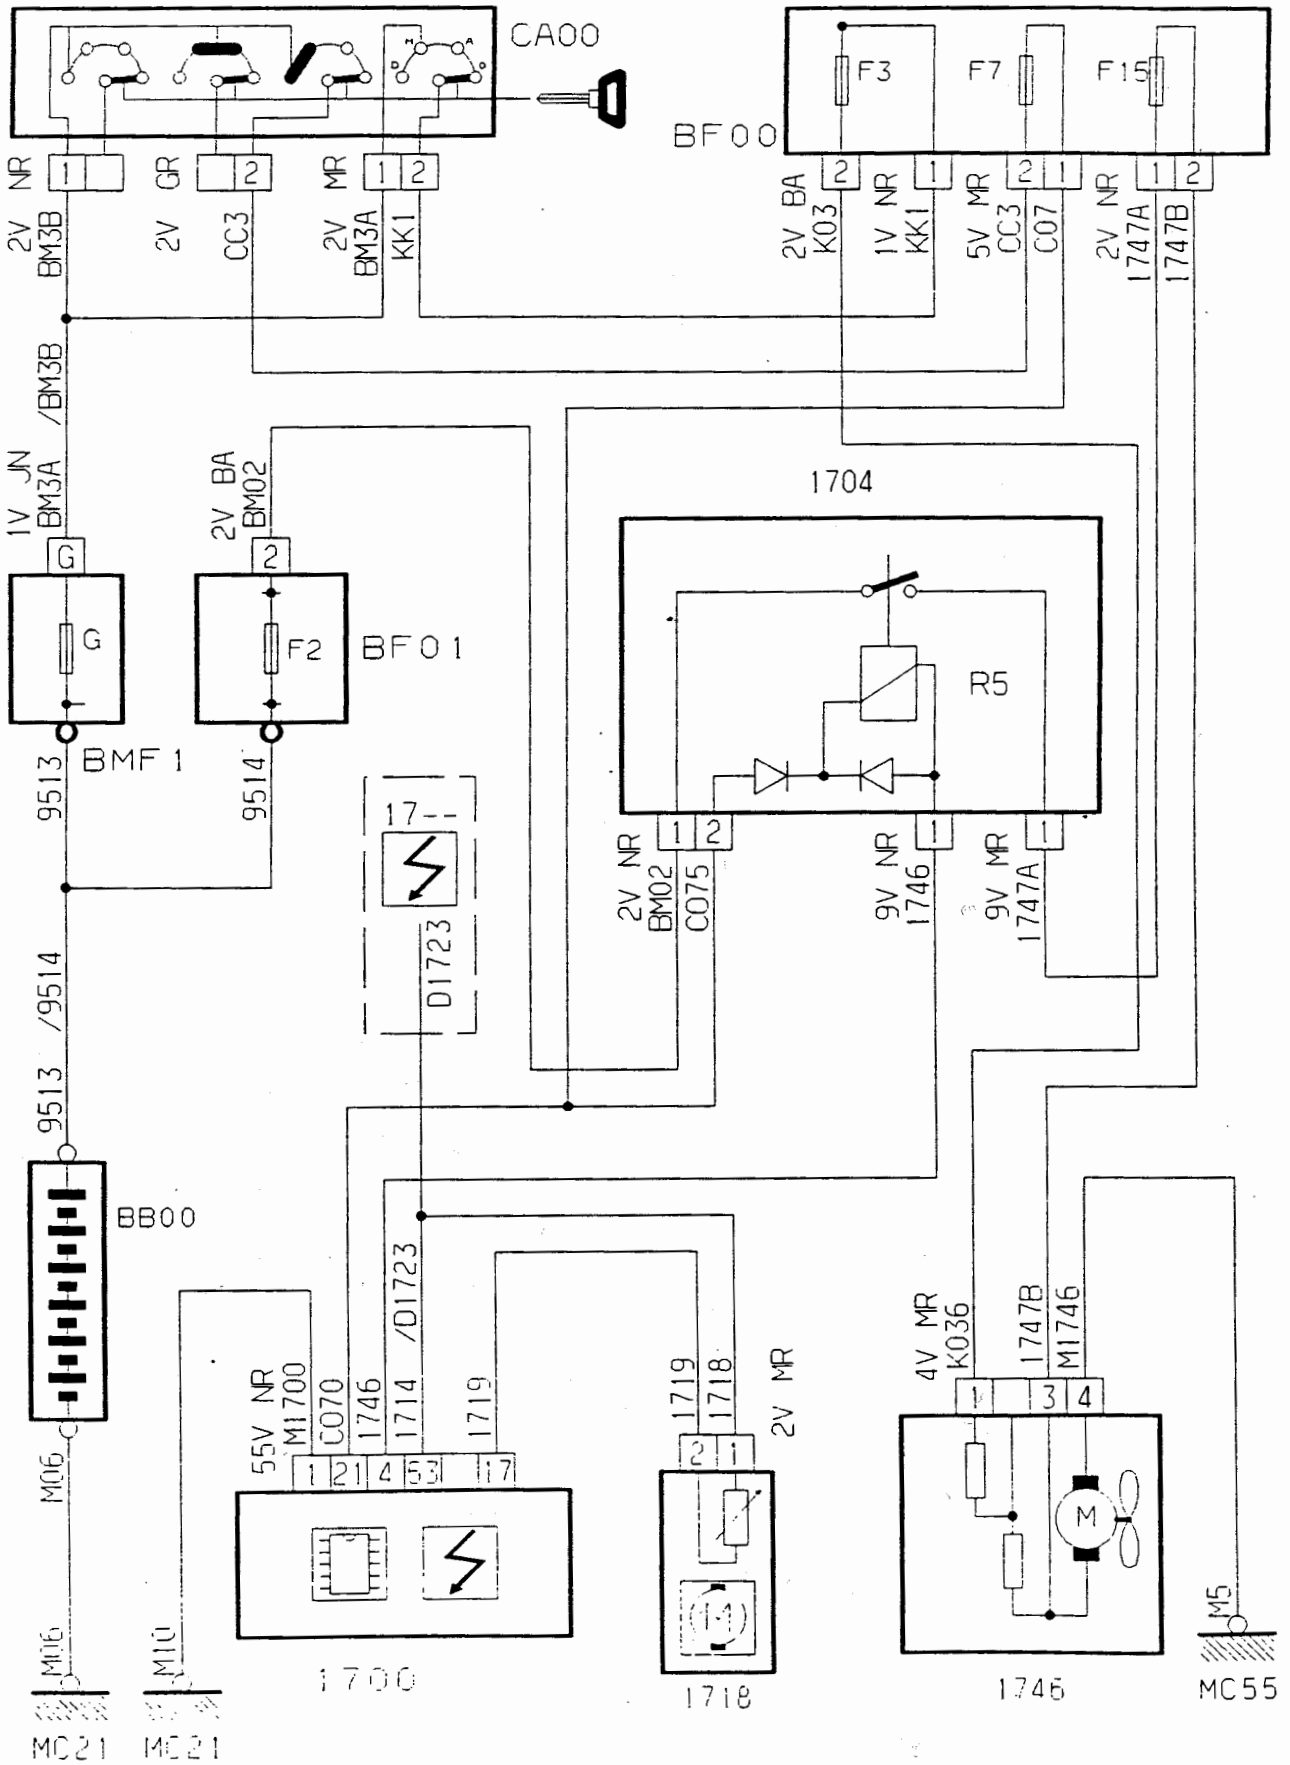 CA00
M
A
D
D
F3
F7
F15
BF00
1
2
1
2
2
1
2
1
1
2
2V NR
BM3B
2V GR
CC3
2V MR
BM3A
KK1
2V BA
K03
1V NR
KK1
5V MR
CC3
C07
2V NR
1747A
1747B
/BM3B
1V JN
BM3A
2V BA
BM02
1704
G
2
G
F2
BF01
R5
BMF1
9513
9514
17--
D1723
1
2
1
1
2V NR
BM02
C075
9V NR
1746
9V MR
1747A
9513 /9514
BB00
/D1723
55V NR
M1700
C070
1746
1714
1719
1719
1718
2V MR
4V MR
K036
1747B
M1746
1
21
4
53
17
2
1
1
3
4
M
M
M06
M06
M10
M5
1700
1718
1746
MC55
MC21
MC21